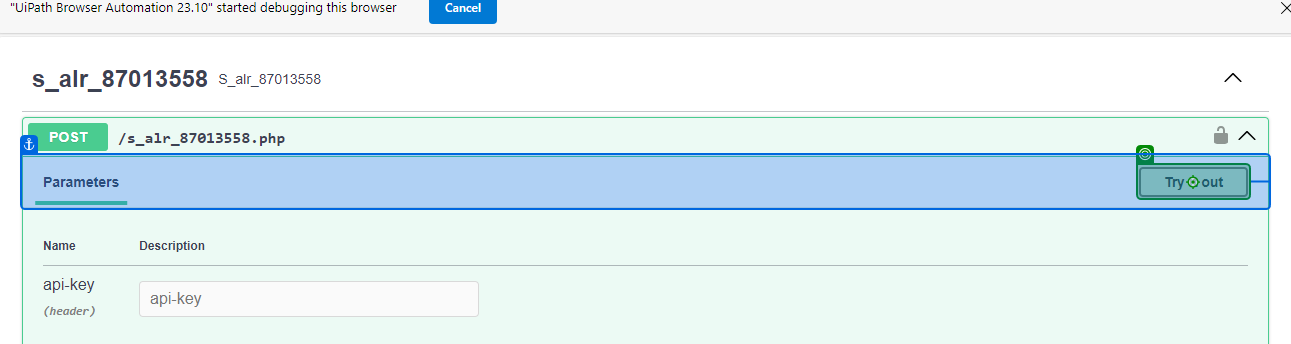 "UiPath Browser Automation 23.10" started debugging this browser
Cancel
s_alr_87013558 S_alr_87013558
POST /s_alr_87013558.php
Parameters
Try out
Name Description
api-key
api-key
(header)